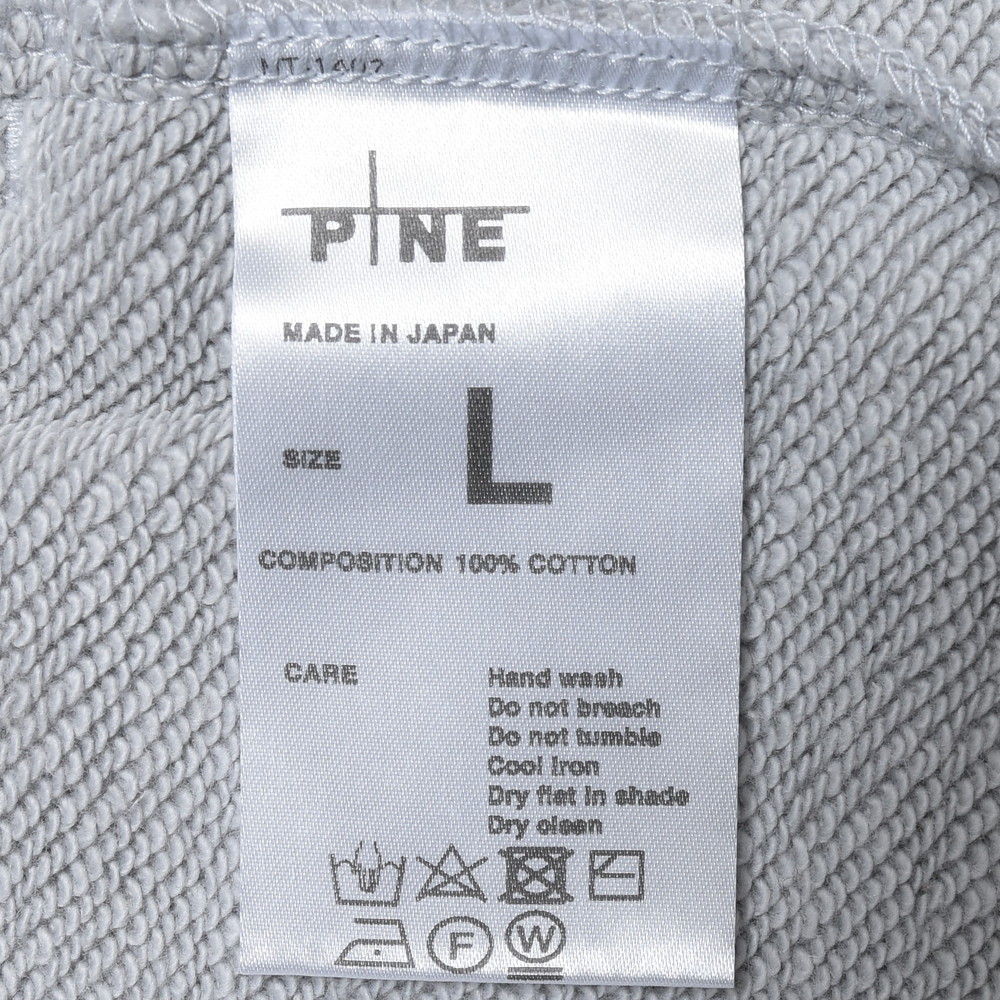 PINE
MADE IN JAPAN
SIZE L
COMPOSITION 100% COTTON
CARE
Hand wash
Do not breach
Do not tumble
Cool Iron
Dry flat in shade
Dry clean
F W